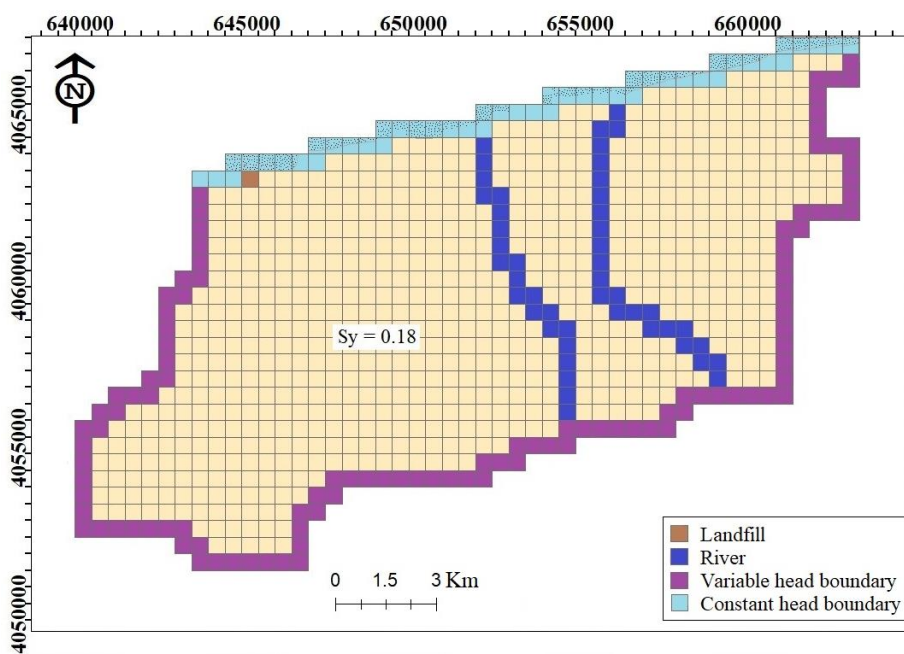 640000 645000 650000 655000 660000
4065000
4060000
4055000
4050000
N
Sy = 0.18
0 1.5 3 Km
Landfill
River
Variable head boundary
Constant head boundary